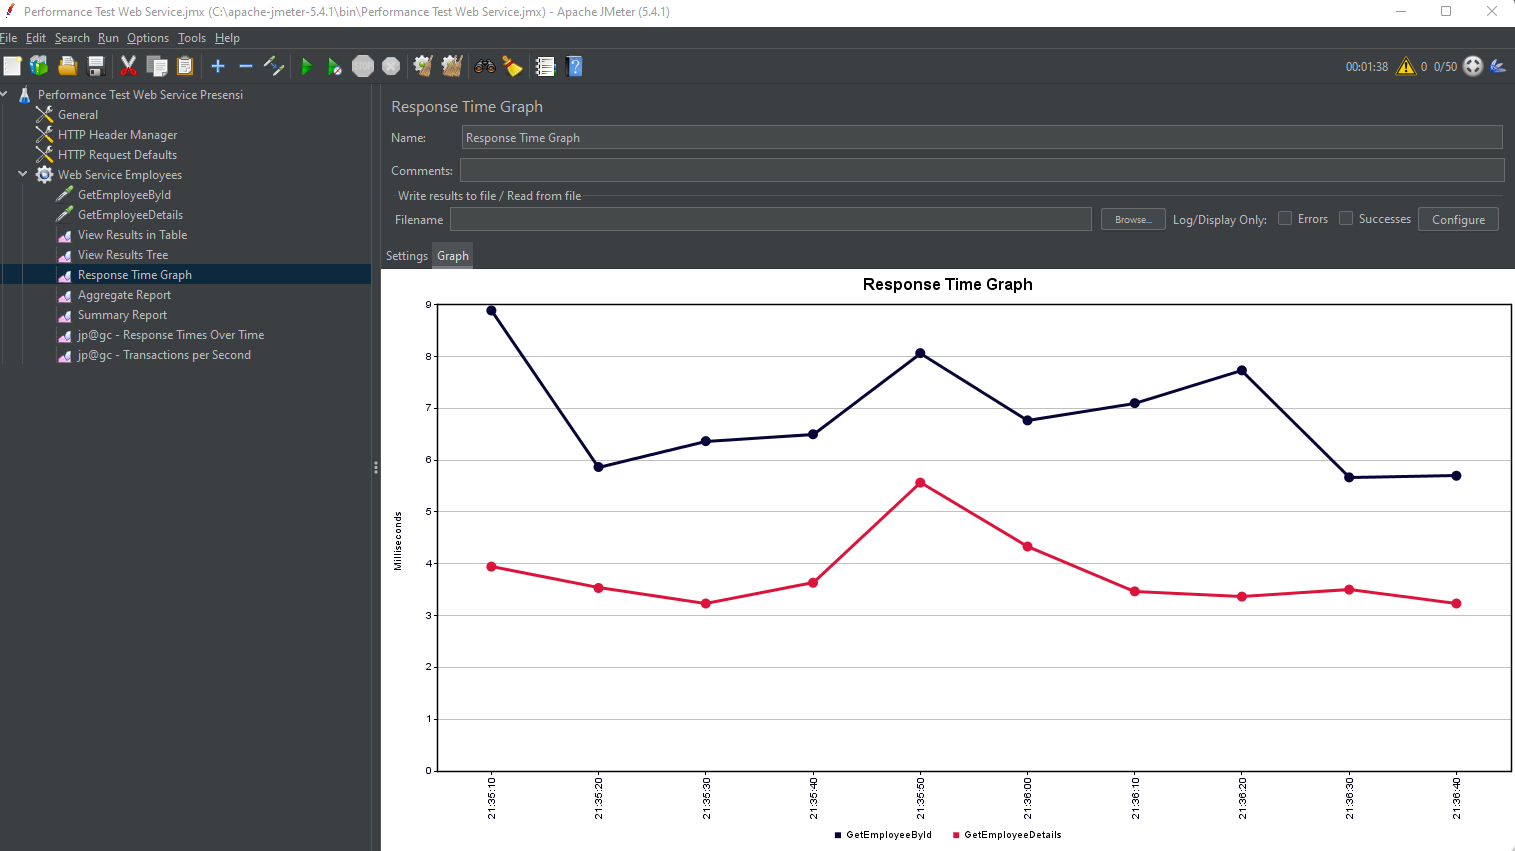 Performance Test Web Service.jmx (C:\apache-jmeter-5.4.1\bin\Performance Test Web Service.jmx) - Apache JMeter (5.4.1)
File Edit Search Run Options Tools Help
STOP
00:01:38 0 0/50
Performance Test Web Service Presensi
General
HTTP Header Manager
HTTP Request Defaults
Web Service Employees
GetEmployeeById
GetEmployeeDetails
View Results in Table
View Results Tree
Response Time Graph
Aggregate Report
Summary Report
jp@gc - Response Times Over Time
jp@gc - Transactions per Second
Response Time Graph
Name: Response Time Graph
Comments:
Write results to file / Read from file
Filename Browse... Log/Display Only: Errors Successes Configure
Settings Graph
Response Time Graph
9
8
7
6
5
4
3
2
1
0
Milliseconds
21:35:10 21:35:20 21:35:30 21:35:40 21:35:50 21:36:00 21:36:10 21:36:20 21:36:30 21:36:40
GetEmployeeById GetEmployeeDetails